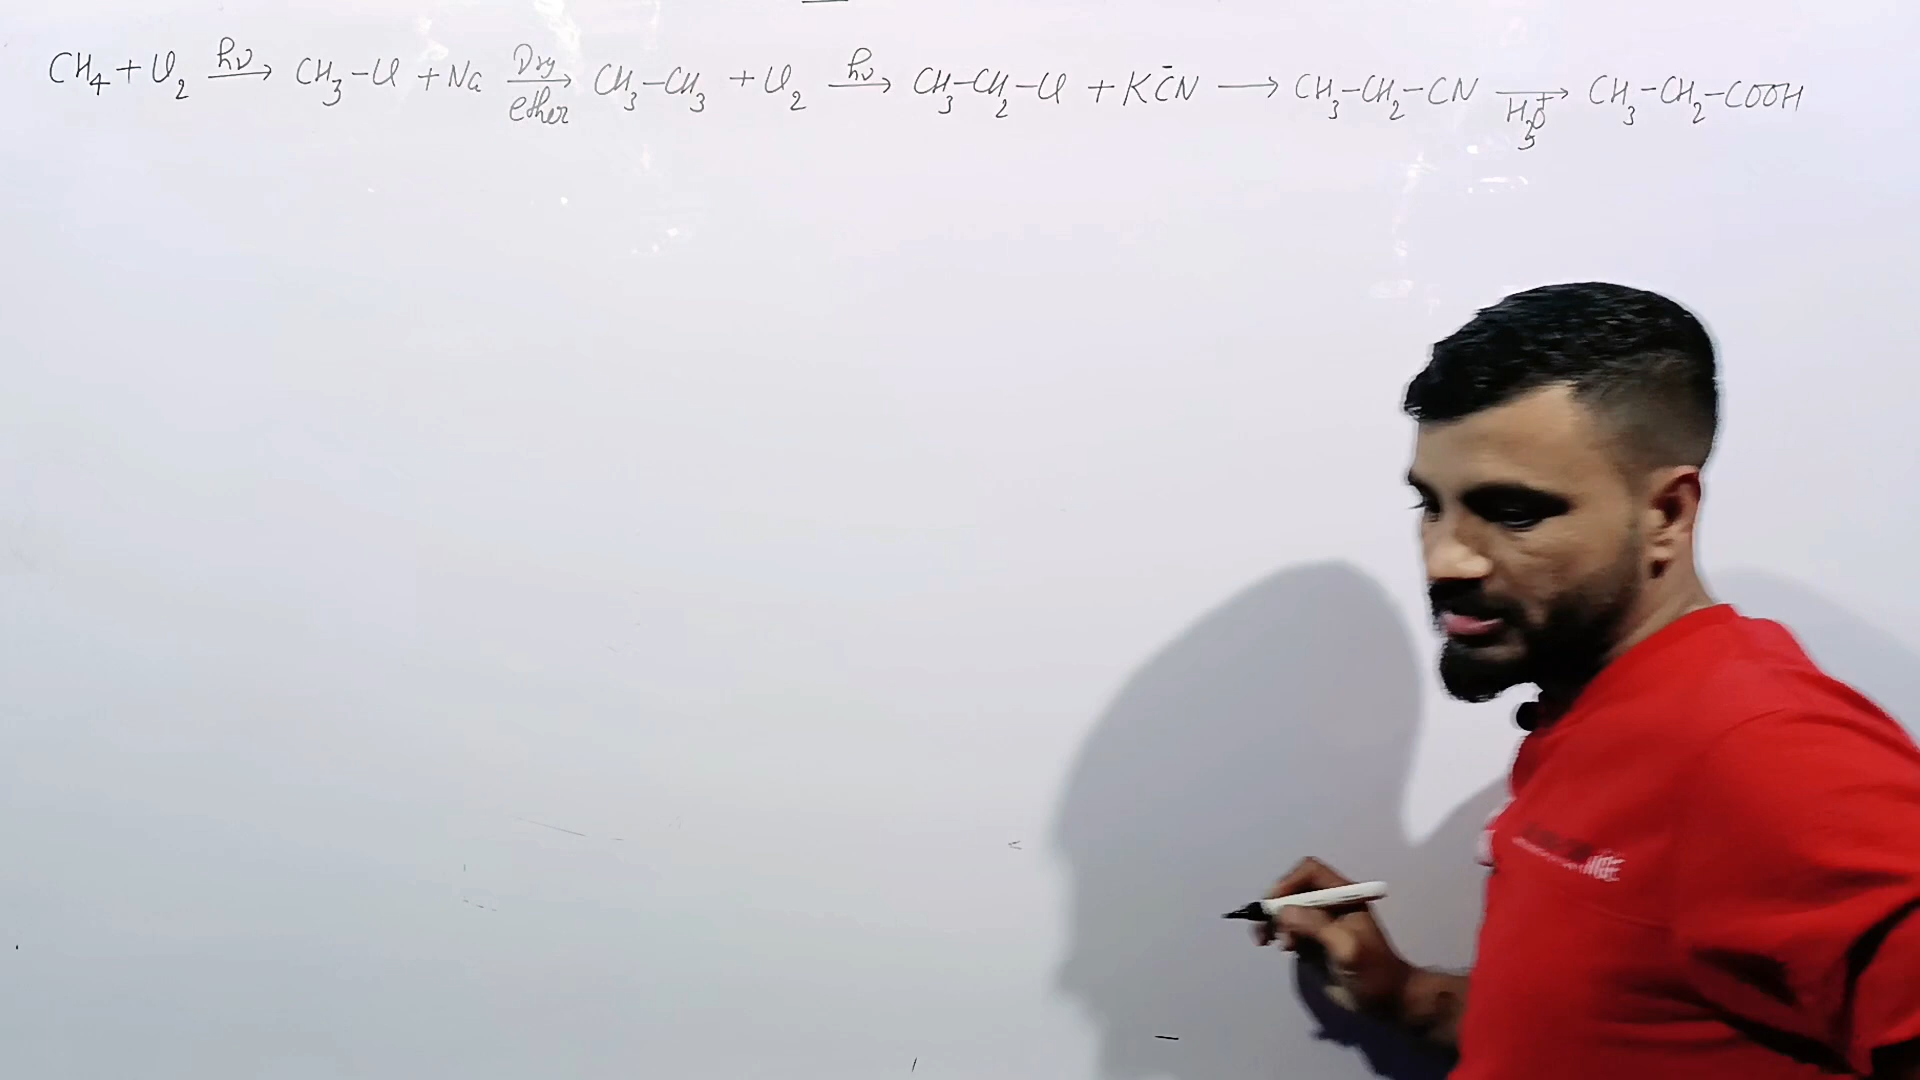 CH₄ + Cl₂ —hν→ CH₃-Cl + Na —Dry ether→ CH₃-CH₃ + Cl₂ —hν→ CH₃-CH₂-Cl + KC̄N → CH₃-CH₂-CN —H₃O⁺→ CH₃-CH₂-COOH